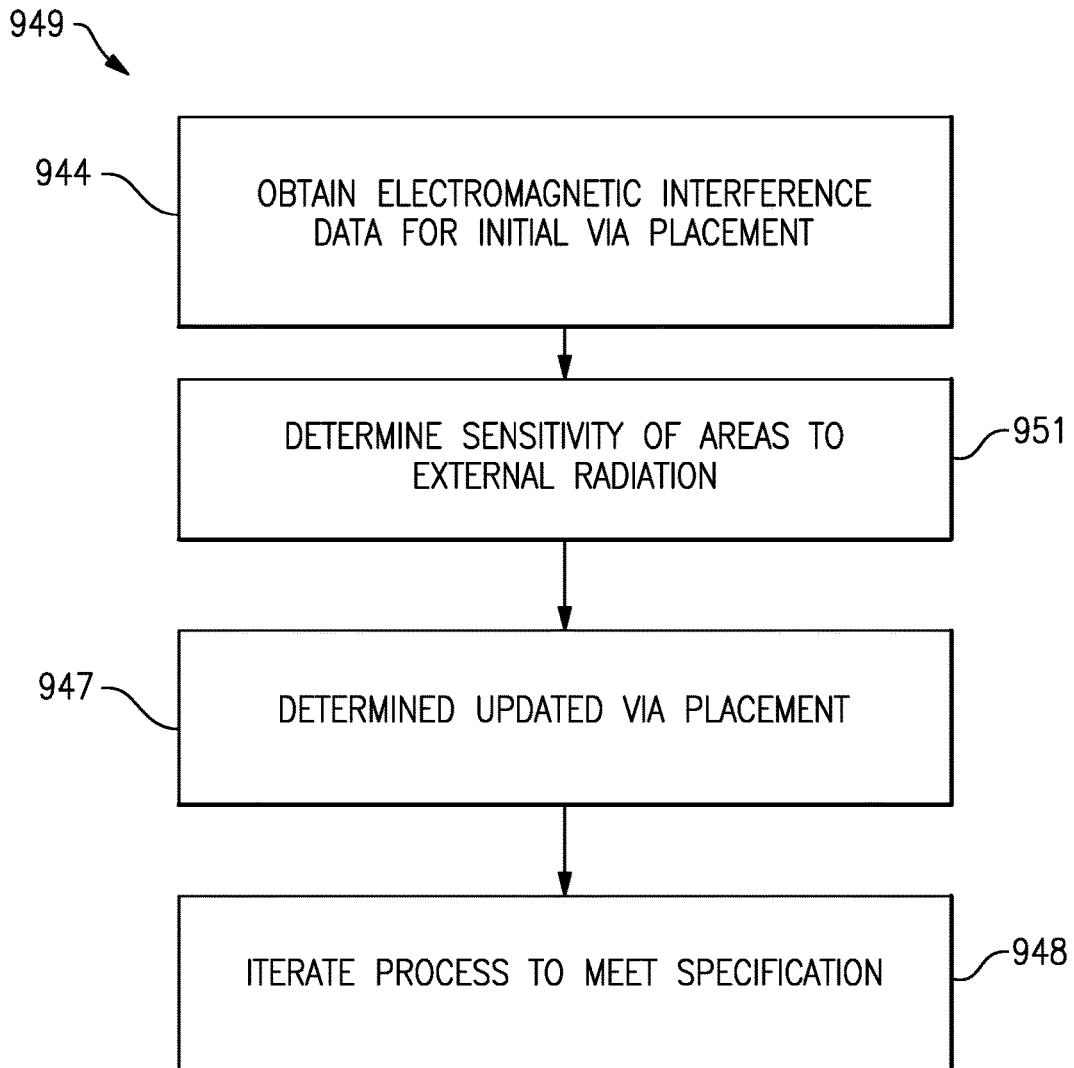 949
944
OBTAIN ELECTROMAGNETIC INTERFERENCE
DATA FOR INITIAL VIA PLACEMENT
DETERMINE SENSITIVITY OF AREAS TO
EXTERNAL RADIATION
951
947
DETERMINED UPDATED VIA PLACEMENT
ITERATE PROCESS TO MEET SPECIFICATION
948